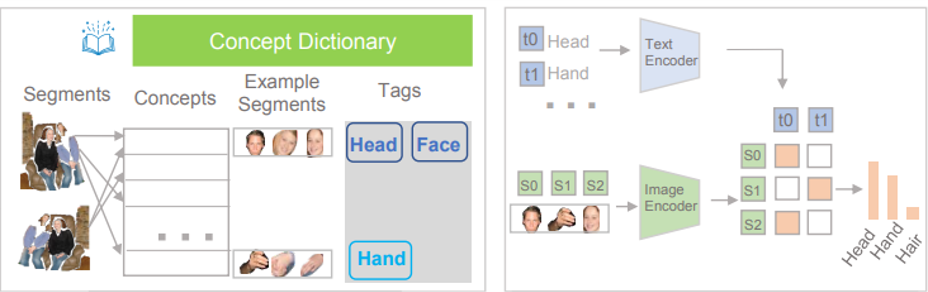 Concept Dictionary
Segments
Concepts
Example
Segments
Tags
Head
Face
Hand
t0 Head
t1 Hand
Text
Encoder
S0 S1 S2
Image
Encoder
t0 t1
S0
S1
S2
Head
Hand
Hair